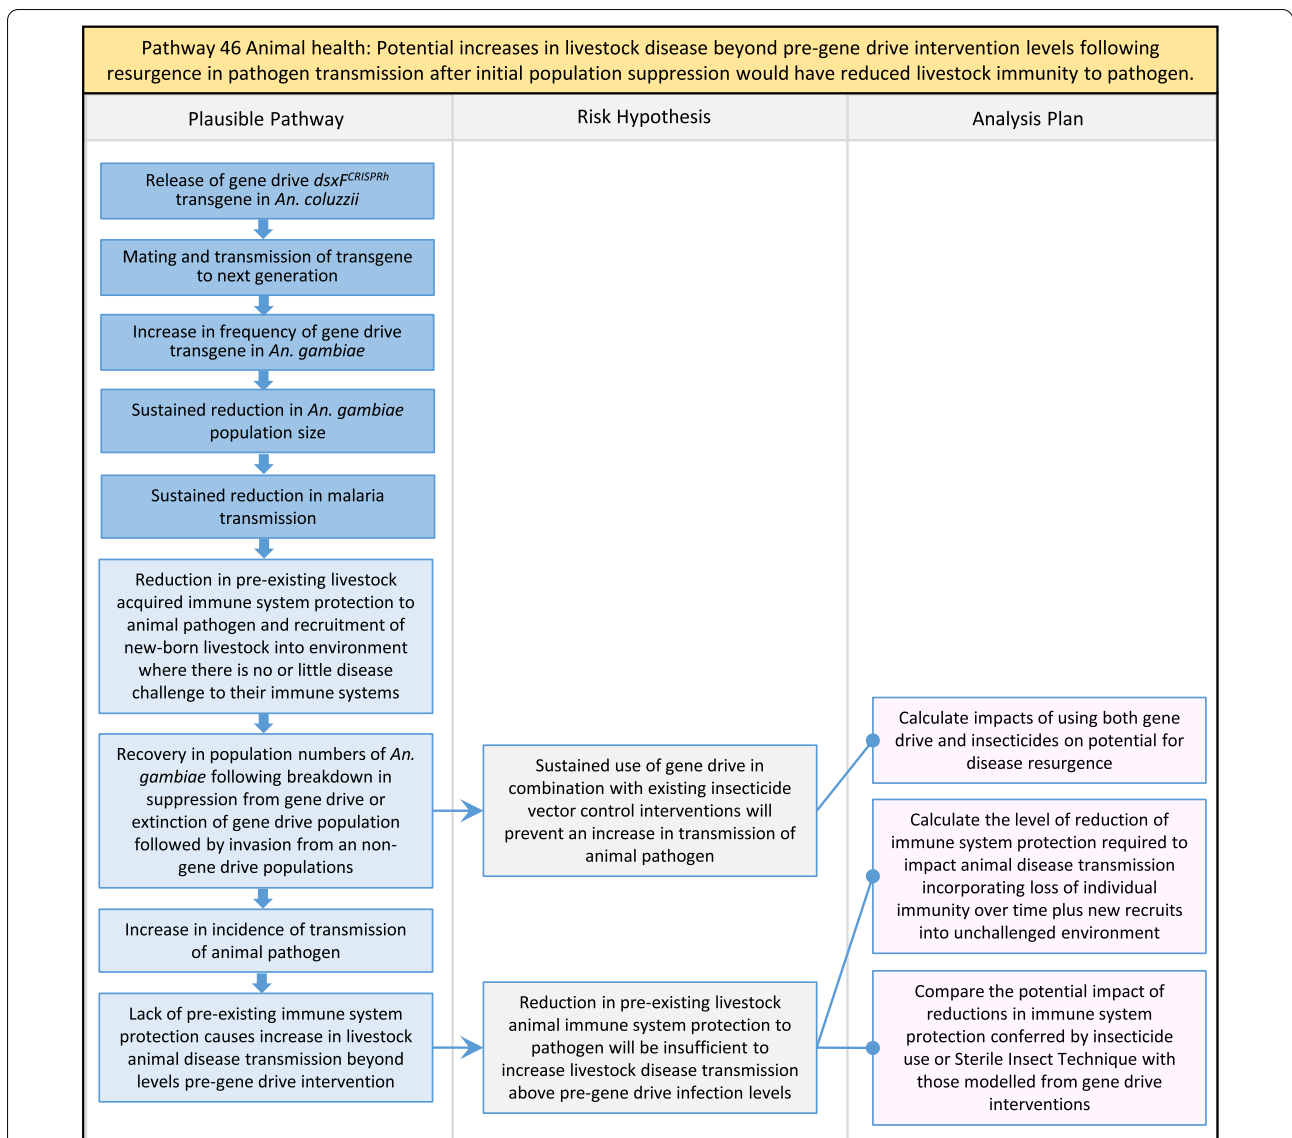 Pathway 46 Animal health: Potential increases in livestock disease beyond pre-gene drive intervention levels following
resurgence in pathogen transmission after initial population suppression would have reduced livestock immunity to pathogen.
Plausible Pathway
Risk Hypothesis
Analysis Plan
Release of gene drive dsxF^CRISPRh
transgene in An. coluzzii
Mating and transmission of transgene
to next generation
Increase in frequency of gene drive
transgene in An. gambiae
Sustained reduction in An. gambiae
population size
Sustained reduction in malaria
transmission
Reduction in pre-existing livestock
acquired immune system protection to
animal pathogen and recruitment of
new-born livestock into environment
where there is no or little disease
challenge to their immune systems
Recovery in population numbers of An.
gambiae following breakdown in
suppression from gene drive or
extinction of gene drive population
followed by invasion from an non-
gene drive populations
Increase in incidence of transmission
of animal pathogen
Lack of pre-existing immune system
protection causes increase in livestock
animal disease transmission beyond
levels pre-gene drive intervention
Sustained use of gene drive in
combination with existing insecticide
vector control interventions will
prevent an increase in transmission of
animal pathogen
Reduction in pre-existing livestock
animal immune system protection to
pathogen will be insufficient to
increase livestock disease transmission
above pre-gene drive infection levels
Calculate impacts of using both gene
drive and insecticides on potential for
disease resurgence
Calculate the level of reduction of
immune system protection required to
impact animal disease transmission
incorporating loss of individual
immunity over time plus new recruits
into unchallenged environment
Compare the potential impact of
reductions in immune system
protection conferred by insecticide
use or Sterile Insect Technique with
those modelled from gene drive
interventions